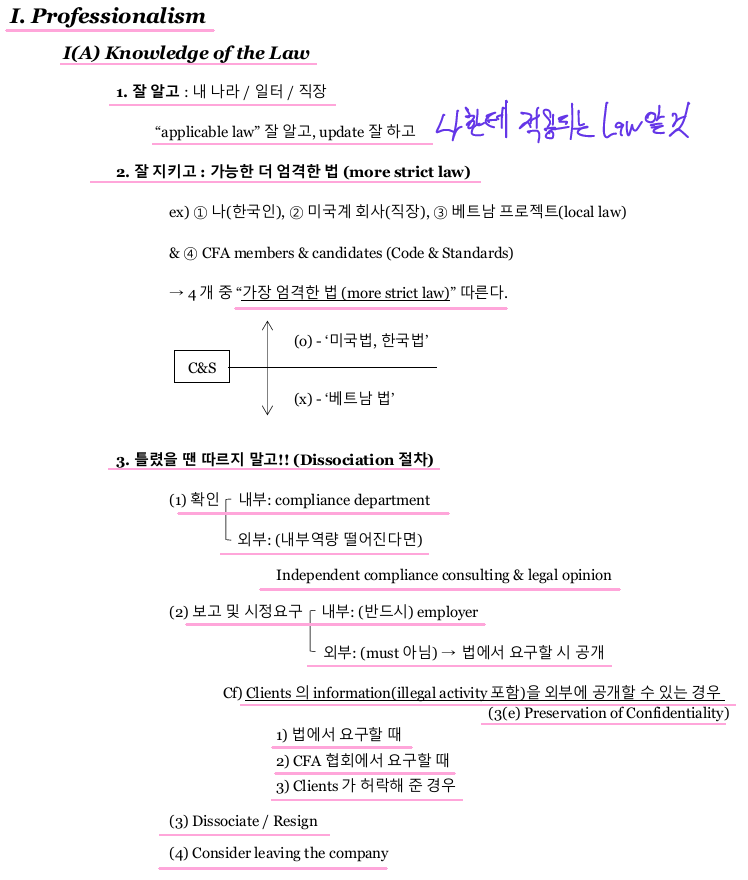 I. Professionalism
I(A) Knowledge of the Law
1. 잘 알고 : 내 나라 / 일터 / 직장
“applicable law” 잘 알고, update 잘 하고
나한테 적용되는 Law 알 것
2. 잘 지키고 : 가능한 더 엄격한 법 (more strict law)
ex) ① 나(한국인), ② 미국계 회사(직장), ③ 베트남 프로젝트(local law)
& ④ CFA members & candidates (Code & Standards)
→ 4 개 중 “가장 엄격한 법 (more strict law)” 따른다.
(o) - ‘미국법, 한국법’
C&S
(x) - ‘베트남 법’
3. 틀렸을 땐 따르지 말고!! (Dissociation 절차)
(1) 확인 내부: compliance department
외부: (내부역량 떨어진다면)
Independent compliance consulting & legal opinion
(2) 보고 및 시정요구 내부: (반드시) employer
외부: (must 아님) → 법에서 요구할 시 공개
Cf) Clients 의 information(illegal activity 포함)을 외부에 공개할 수 있는 경우
(3(e) Preservation of Confidentiality)
1) 법에서 요구할 때
2) CFA 협회에서 요구할 때
3) Clients 가 허락해 준 경우
(3) Dissociate / Resign
(4) Consider leaving the company